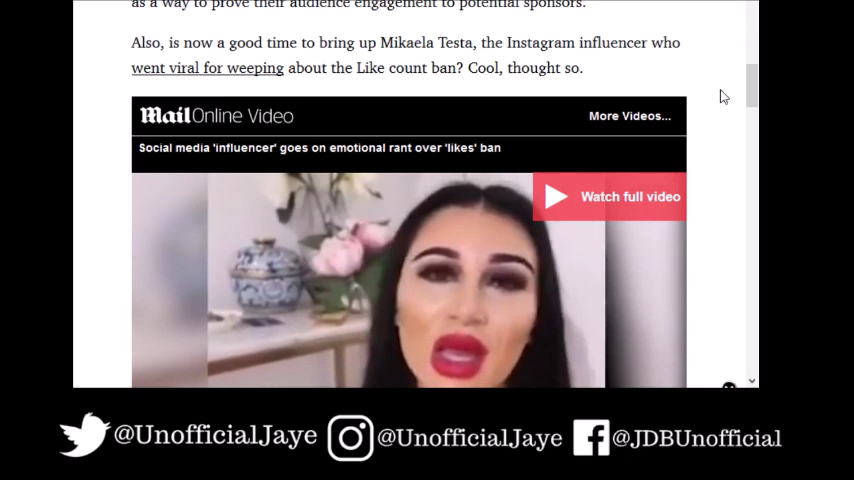 as a way to prove their audience engagement to potential sponsors.
Also, is now a good time to bring up Mikaela Testa, the Instagram influencer who
went viral for weeping about the Like count ban? Cool, thought so.
Mail Online Video
More Videos...
Social media 'influencer' goes on emotional rant over 'likes' ban
Watch full video
@UnofficialJaye @UnofficialJaye @JDBUnofficial